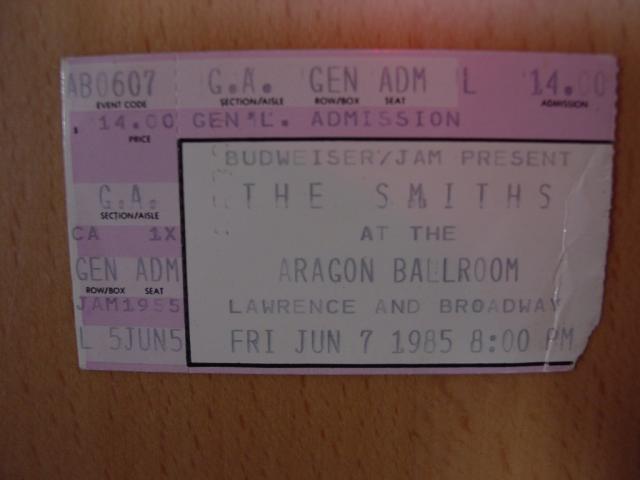 AB0607 G.A. GEN ADM L 14.00
EVENT CODE SECTION/AISLE ROW/BOX SEAT ADMISSION
14.00 GEN'L. ADMISSION
PRICE
BUDWEISER/JAM PRESENT
G.A. THE SMITHS
SECTION/AISLE
CA 1X AT THE
GEN ADM ARAGON BALLROOM
ROW/BOX SEAT
JAM1955 LAWRENCE AND BROADWAY
L 5JUN5 FRI JUN 7 1985 8:00 PM